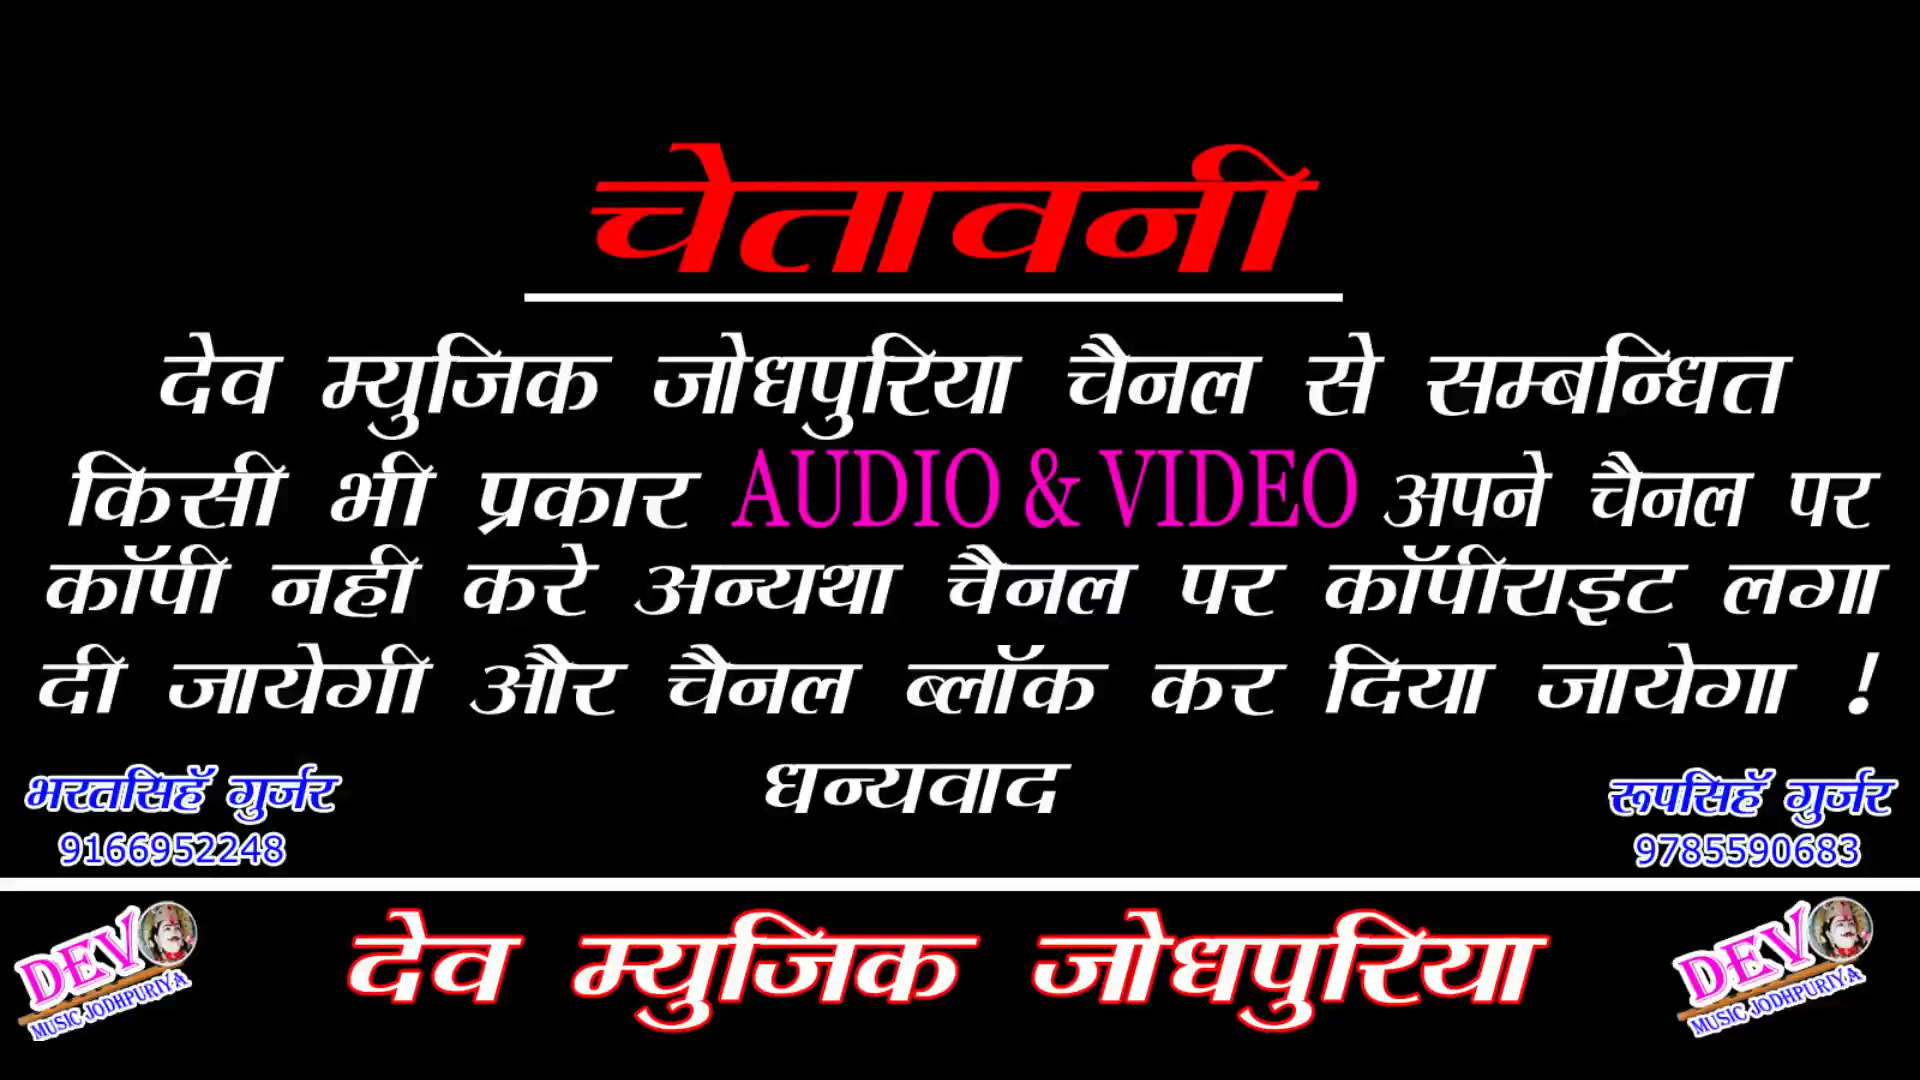 चेतावनी
देव म्युजिक जोधपुरिया चैनल से सम्बन्धित
किसी भी प्रकार AUDIO & VIDEO अपने चैनल पर
कॉपी नही करे अन्यथा चैनल पर कॉपीराइट लगा
दी जायेगी और चैनल ब्लॉक कर दिया जायेगा !
धन्यवाद
भरतसिहॅ गुर्जर
9166952248
रूपसिहॅ गुर्जर
9785590683
DEV
MUSIC JODHPURIYA
देव म्युजिक जोधपुरिया
DEV
MUSIC JODHPURIYA